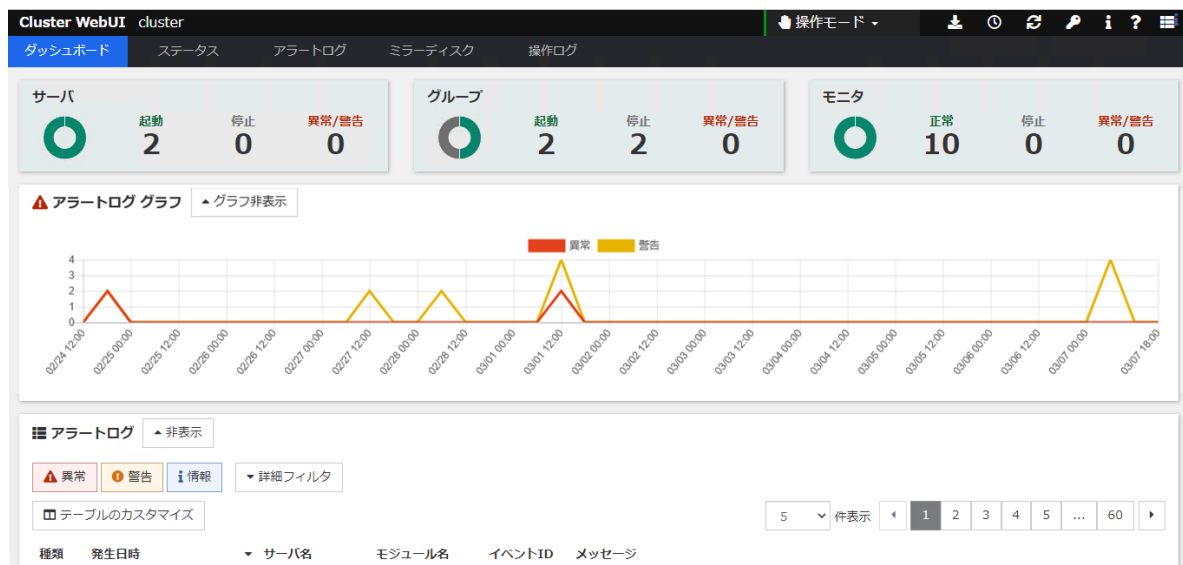 Cluster WebUI cluster 操作モード
ダッシュボード ステータス アラートログ ミラーディスク 操作ログ
サーバ グループ モニタ
起動 停止 異常/警告 起動 停止 異常/警告 正常 停止 異常/警告
2 0 0 2 2 0 10 0 0
アラートログ グラフ グラフ非表示
異常 警告
4
3
2
1
0
02/24 12:00 02/25 00:00 02/25 12:00 02/26 00:00 02/26 12:00 02/27 00:00 02/27 12:00 02/28 00:00 02/28 12:00 03/01 00:00 03/01 12:00 03/02 00:00 03/02 12:00 03/03 00:00 03/03 12:00 03/04 00:00 03/04 12:00 03/05 00:00 03/05 12:00 03/06 00:00 03/06 12:00 03/07 00:00 03/07 18:00
アラートログ 非表示
異常 警告 情報 詳細フィルタ
テーブルのカスタマイズ 5 件表示 1 2 3 4 5 ... 60
種類 発生日時 サーバ名 モジュール名 イベントID メッセージ